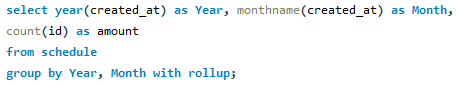 select year(created_at) as Year, monthname(created_at) as Month,
count(id) as amount
from schedule
group by Year, Month with rollup;